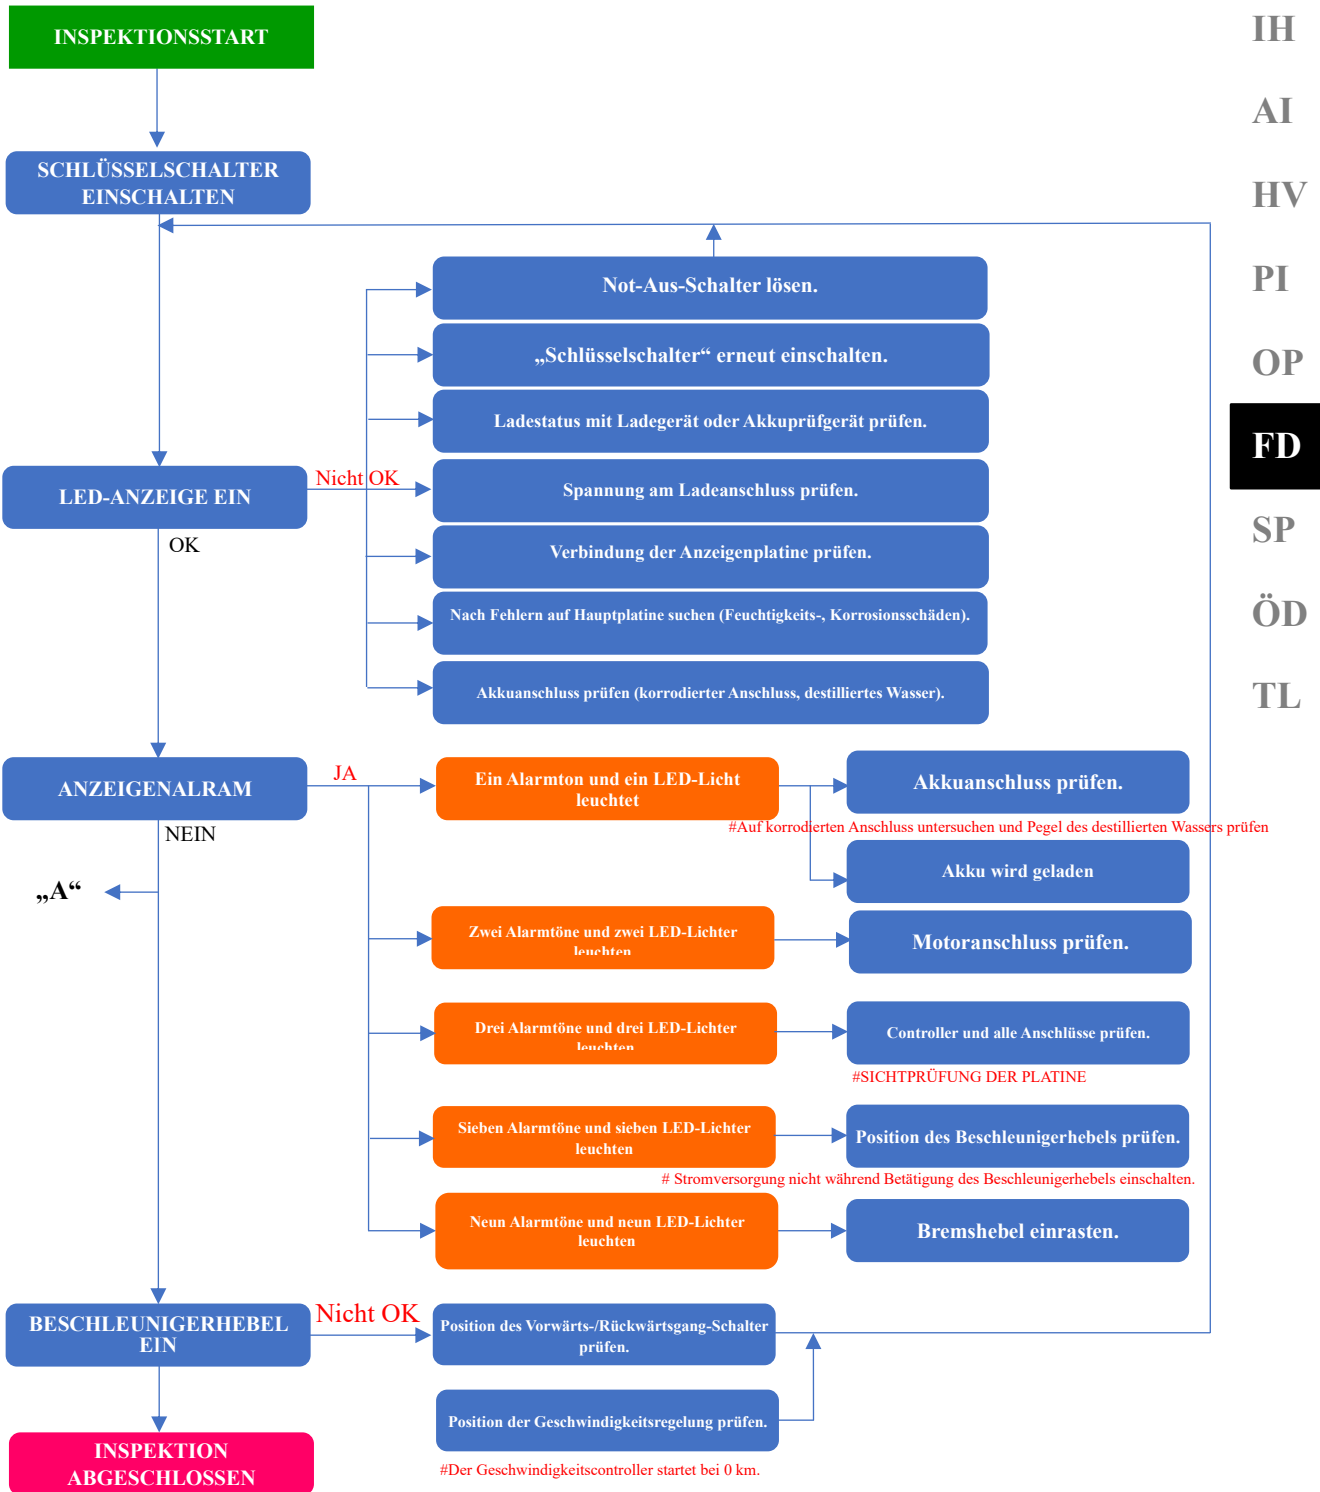 INSPEKTIONSSTART
SCHLÜSSELSCHALTER
EINSCHALTEN
Not-Aus-Schalter lösen.
„Schlüsselschalter“ erneut einschalten.
Ladestatus mit Ladegerät oder Akkuprüfgerät prüfen.
LED-ANZEIGE EIN
Nicht OK
Spannung am Ladeanschluss prüfen.
OK
Verbindung der Anzeigenplatine prüfen.
Nach Fehlern auf Hauptplatine suchen (Feuchtigkeits-, Korrosionsschäden).
Akkuanschluss prüfen (korrodierter Anschluss, destilliertes Wasser).
ANZEIGENALRAM
JA
NEIN
„A“
Ein Alarmton und ein LED-Licht
leuchtet
Akkuanschluss prüfen.
#Auf korrodierten Anschluss untersuchen und Pegel des destillierten Wassers prüfen
Akku wird geladen
Zwei Alarmtöne und zwei LED-Lichter
leuchten
Motoranschluss prüfen.
Drei Alarmtöne und drei LED-Lichter
leuchten
Controller und alle Anschlüsse prüfen.
#SICHTPRÜFUNG DER PLATINE
Sieben Alarmtöne und sieben LED-Lichter
leuchten
Position des Beschleunigerhebels prüfen.
# Stromversorgung nicht während Betätigung des Beschleunigerhebels einschalten.
Neun Alarmtöne und neun LED-Lichter
leuchten
Bremshebel einrasten.
BESCHLEUNIGERHEBEL
EIN
Nicht OK
Position des Vorwärts-/Rückwärtsgang-Schalter
prüfen.
Position der Geschwindigkeitsregelung prüfen.
#Der Geschwindigkeitscontroller startet bei 0 km.
INSPEKTION
ABGESCHLOSSEN
IH
AI
HV
PI
OP
FD
SP
ÖD
TL